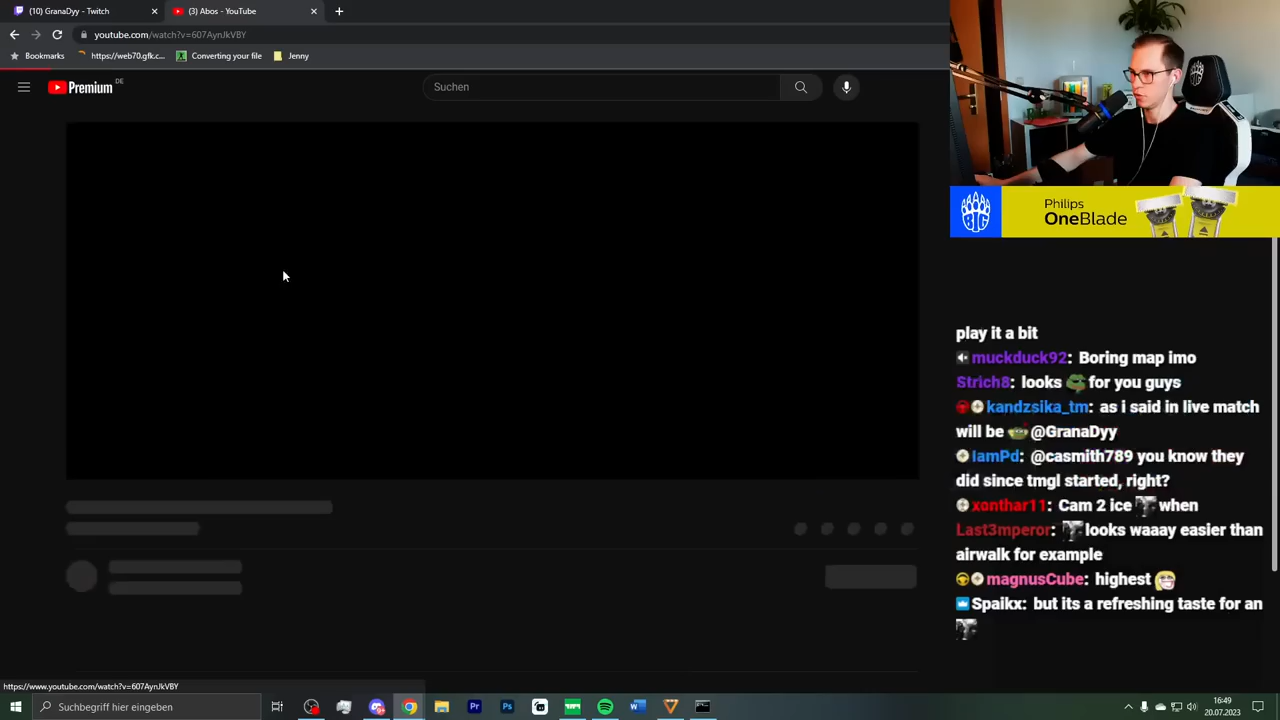 (10) GranaDyy - Twitch
(3) Abos - YouTube
youtube.com/watch?v=607AynJkVBY
Bookmarks
https://web70.gfk.c...
Converting your file
Jenny
Premium DE
Suchen
BIG
Philips
OneBlade
play it a bit
muckduck92: Boring map imo
Strich8: looks for you guys
kandzsika_tm: as i said in live match
will be @GranaDyy
IamPd: @casmith789 you know they
did since tmgl started, right?
xonthar11: Cam 2 ice when
Last3mperor: looks waaay easier than
airwalk for example
magnusCube: highest
Spaikx: but its a refreshing taste for an
https://www.youtube.com/watch?v=607AynJkVBY
Suchbegriff hier eingeben
Pr
Ps
16:49
20.07.2023